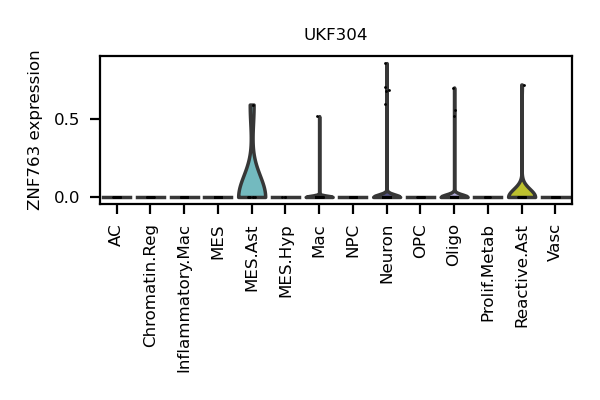 UKF304
ZNF763 expression
0.5
0.0
AC
Chromatin.Reg
Inflammatory.Mac
MES
MES.Ast
MES.Hyp
Mac
NPC
Neuron
OPC
Oligo
Prolif.Metab
Reactive.Ast
Vasc